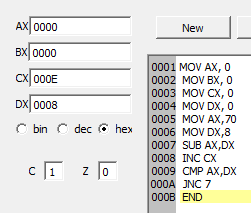 AX 0000
New
BX 0000
CX 000E
DX 0008
bin dec hex
C 1 Z 0
0001 MOV AX, 0
0002 MOV BX, 0
0003 MOV CX, 0
0004 MOV DX, 0
0005 MOV AX,70
0006 MOV DX,8
0007 SUB AX,DX
0008 INC CX
0009 CMP AX,DX
000A JNC 7
000B END